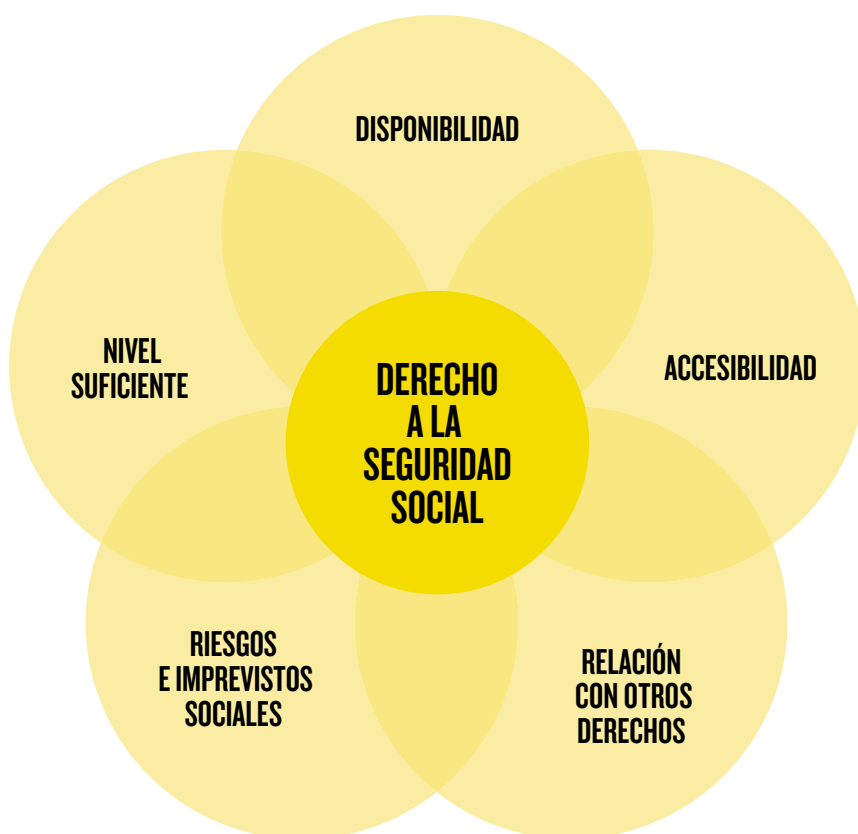 DISPONIBILIDAD
NIVEL
SUFICIENTE
ACCESIBILIDAD
DERECHO
A LA
SEGURIDAD
SOCIAL
RIESGOS
E IMPREVISTOS
SOCIALES
RELACIÓN
CON OTROS
DERECHOS